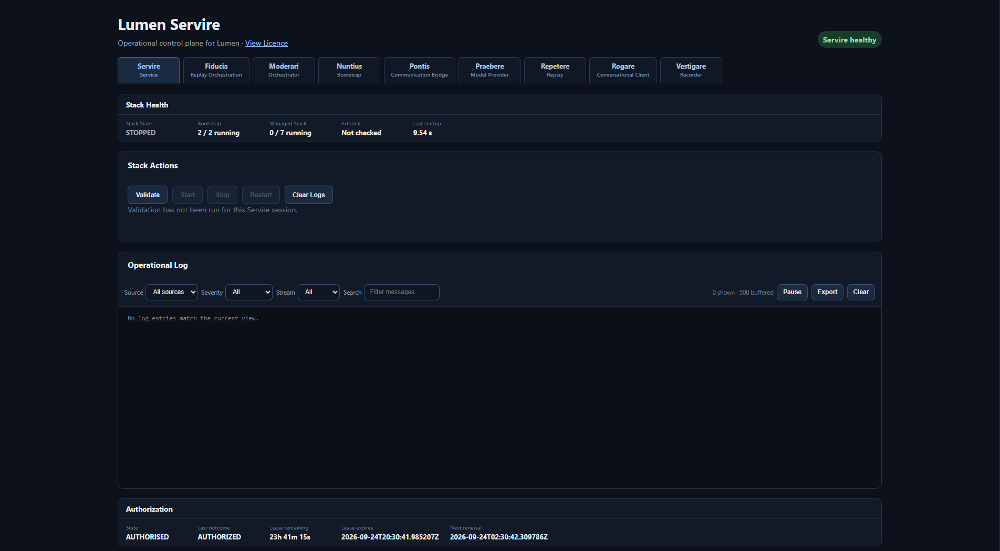 Lumen Servire
Operational control plane for Lumen · View Licence
Servire healthy
Servire
Service
Fiducia
Replay Orchestration
Moderari
Orchestrator
Nuntius
Bootstrap
Pontis
Communication Bridge
Praebere
Model Provider
Repetere
Replay
Rogare
Conversational Client
Vestigare
Recorder
Stack Health
Stack State
STOPPED
Bootstrap
2 / 2 running
Managed Stack
0 / 7 running
External
Not checked
Last startup
9.54 s
Stack Actions
Validate Start Stop Restart Clear Logs
Validation has not been run for this Servire session.
Operational Log
Source All sources Severity All Stream All Search Filter messages 0 shown · 500 buffered Pause Export Clear
No log entries match the current view.
Authorization
State
AUTHORISED
Last outcome
AUTHORIZED
Lease remaining
23h 41m 15s
Lease expires
2026-09-24T20:30:41.985207Z
Next renewal
2026-09-24T02:30:42.309786Z